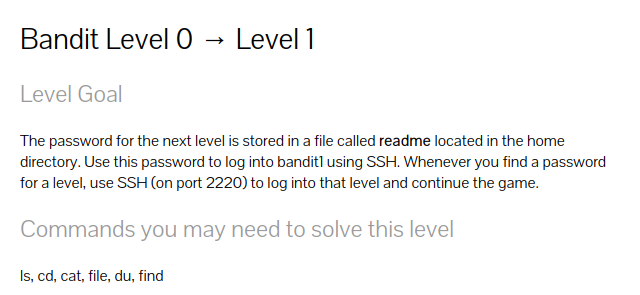 Bandit Level 0 → Level 1
Level Goal
The password for the next level is stored in a file called readme located in the home
directory. Use this password to log into bandit1 using SSH. Whenever you find a password
for a level, use SSH (on port 2220) to log into that level and continue the game.
Commands you may need to solve this level
ls, cd, cat, file, du, find